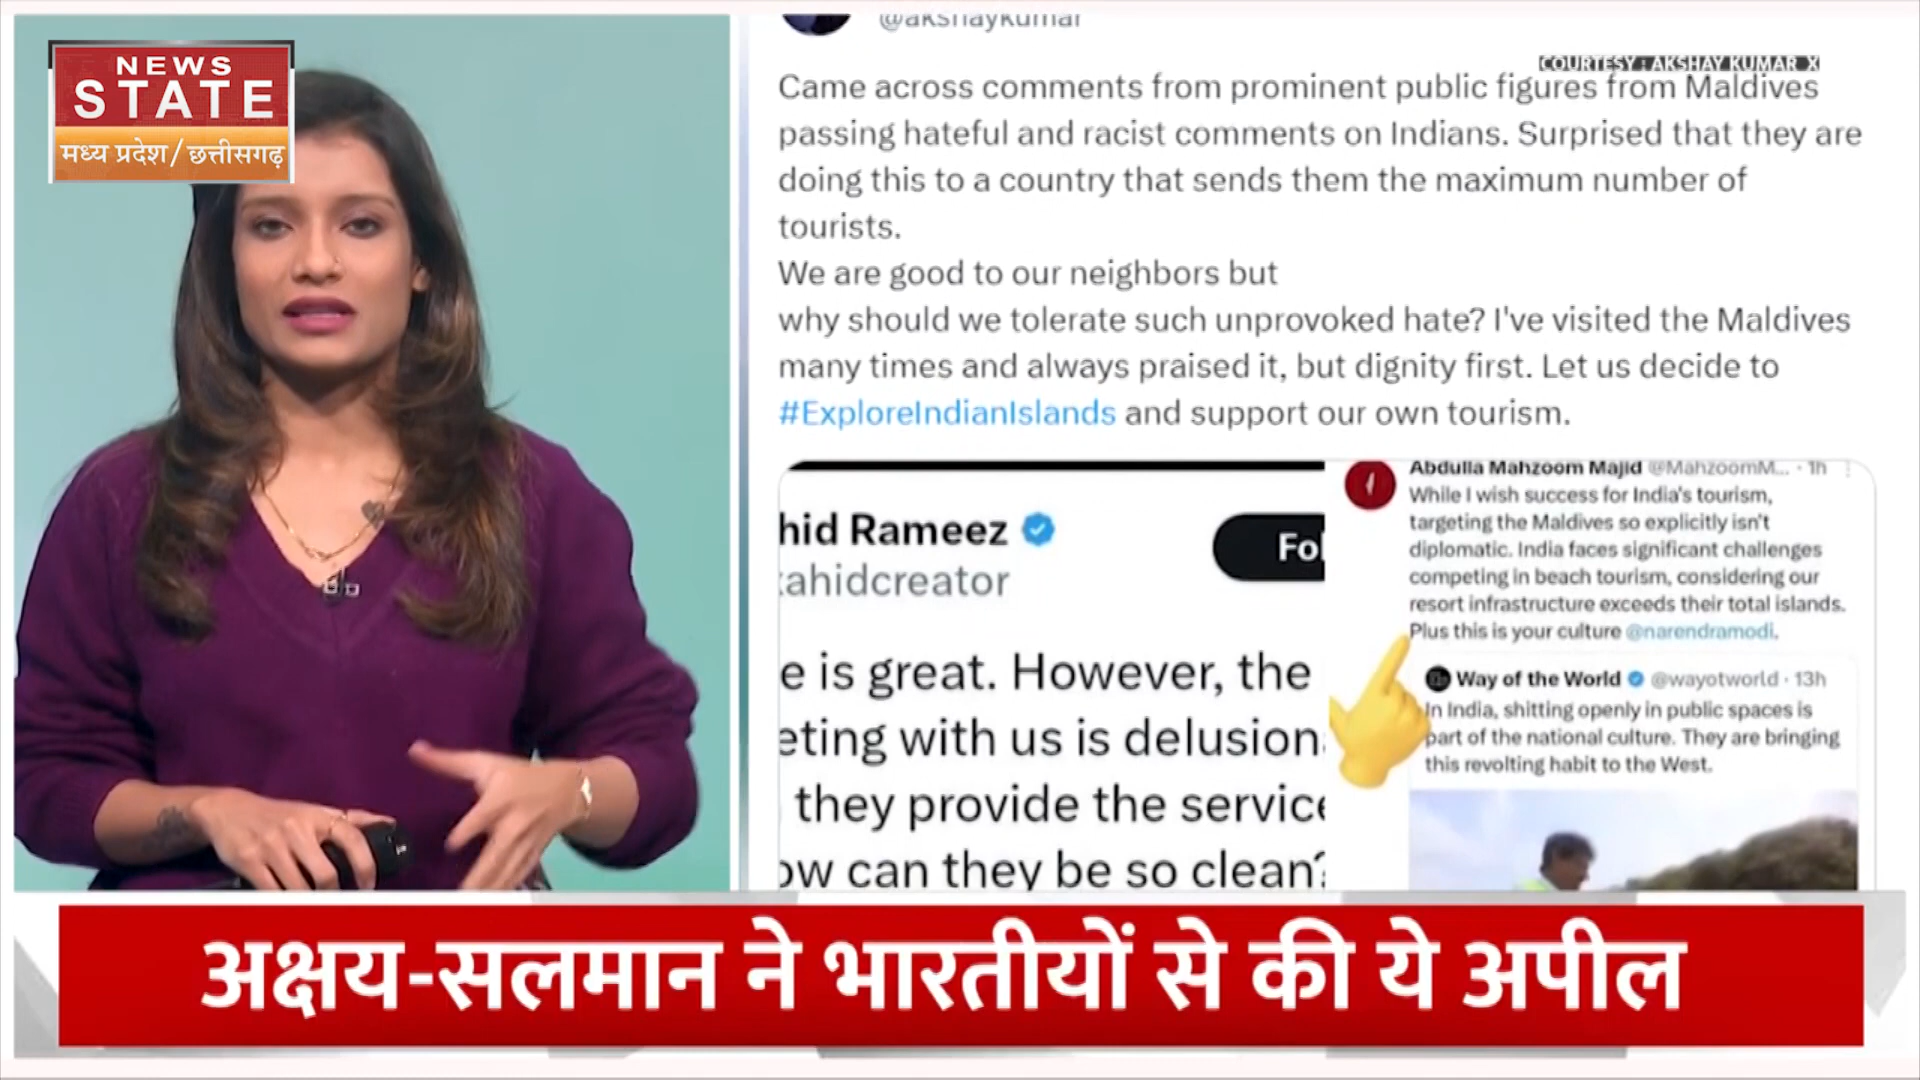 NEWS
STATE
मध्य प्रदेश/छत्तीसगढ़
@akshaykumar
COURTESY : AKSHAY KUMAR X
Came across comments from prominent public figures from Maldives
passing hateful and racist comments on Indians. Surprised that they are
doing this to a country that sends them the maximum number of
tourists.
We are good to our neighbors but
why should we tolerate such unprovoked hate? I've visited the Maldives
many times and always praised it, but dignity first. Let us decide to
#ExploreIndianIslands and support our own tourism.
hid Rameez
ahidcreator
Fol
e is great. However, the
eting with us is delusion
they provide the service
ow can they be so clean?
Abdulla Mahzoom Majid @MahzoomM... · 1h
While I wish success for India's tourism,
targeting the Maldives so explicitly isn't
diplomatic. India faces significant challenges
competing in beach tourism, considering our
resort infrastructure exceeds their total islands.
Plus this is your culture @narendramodi.
Way of the World @wayotworld · 13h
In India, shitting openly in public spaces is
part of the national culture. They are bringing
this revolting habit to the West.
अक्षय-सलमान ने भारतीयों से की ये अपील